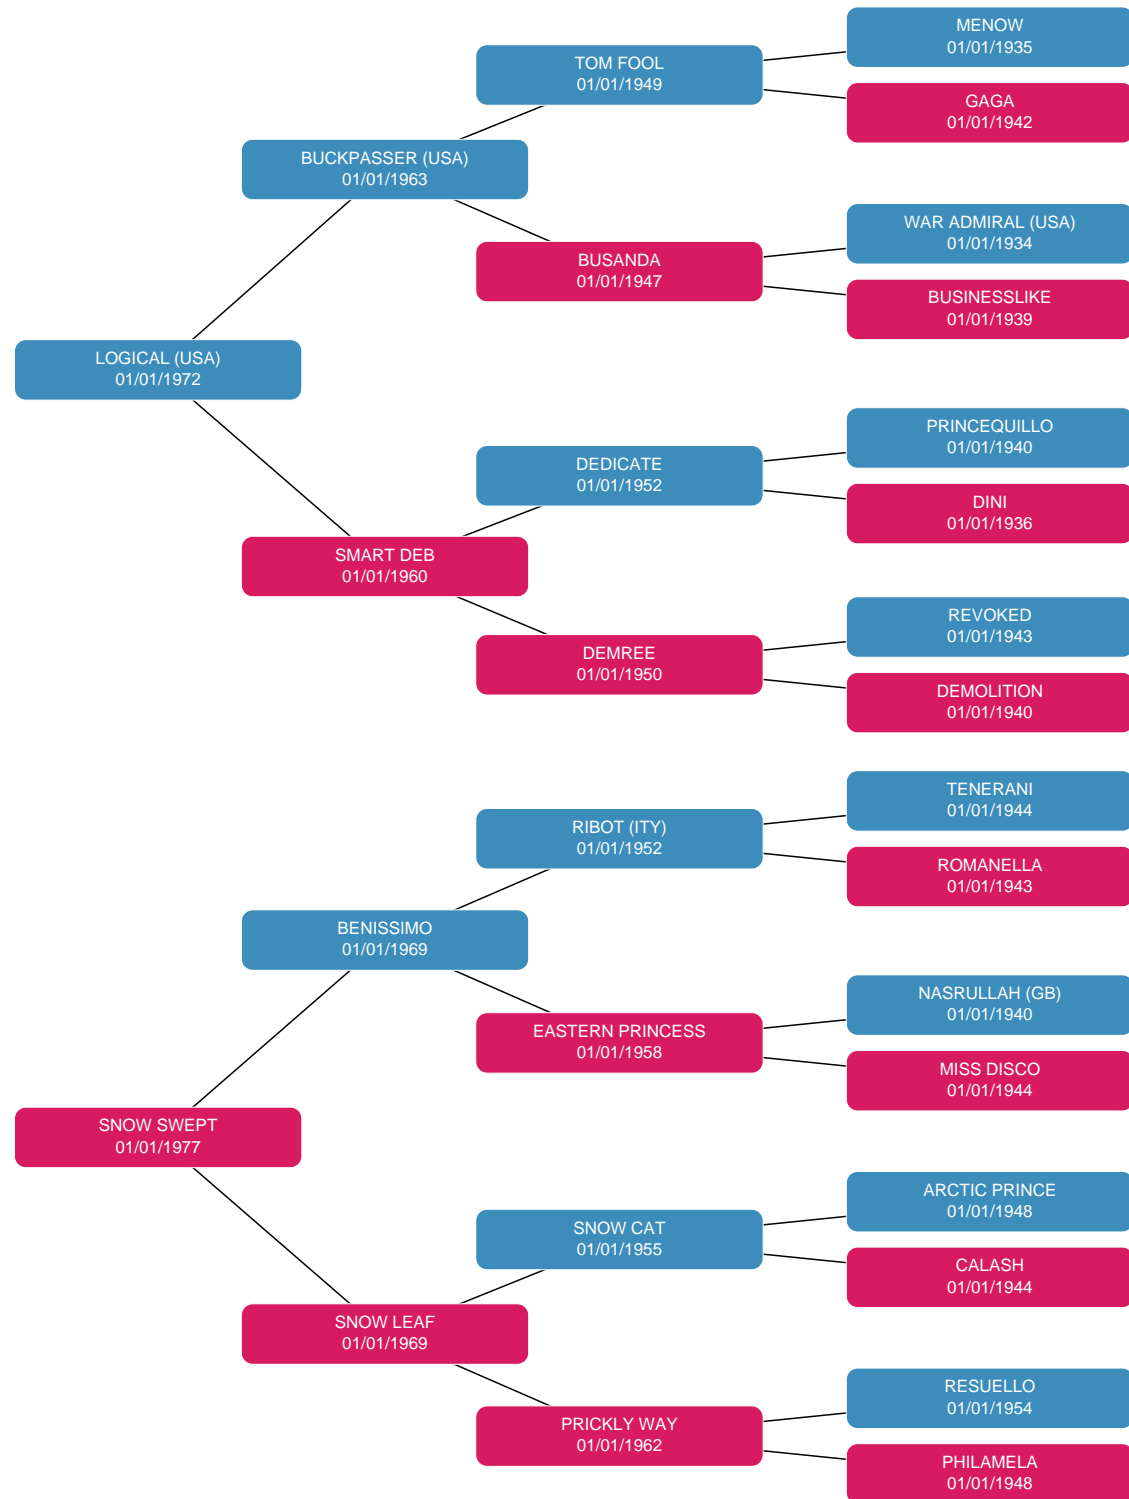 MENOW
01/01/1935
TOM FOOL
01/01/1949
GAGA
01/01/1942
BUCKPASSER (USA)
01/01/1963
WAR ADMIRAL (USA)
01/01/1934
BUSANDA
01/01/1947
BUSINESSLIKE
01/01/1939
LOGICAL (USA)
01/01/1972
PRINCEQUILLO
01/01/1940
DEDICATE
01/01/1952
DINI
01/01/1936
SMART DEB
01/01/1960
REVOKED
01/01/1943
DEMREE
01/01/1950
DEMOLITION
01/01/1940
TENERANI
01/01/1944
RIBOT (ITY)
01/01/1952
ROMANELLA
01/01/1943
BENISSIMO
01/01/1969
NASRULLAH (GB)
01/01/1940
EASTERN PRINCESS
01/01/1958
MISS DISCO
01/01/1944
SNOW SWEPT
01/01/1977
ARCTIC PRINCE
01/01/1948
SNOW CAT
01/01/1955
CALASH
01/01/1944
SNOW LEAF
01/01/1969
RESUELLO
01/01/1954
PRICKLY WAY
01/01/1962
PHILAMELA
01/01/1948